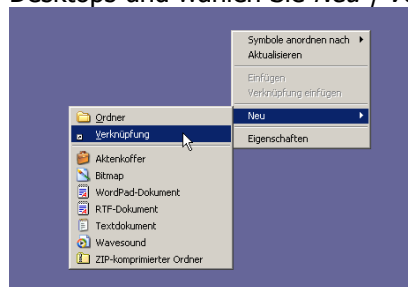 Desktops und wählen Sie Neu / V
Symbole anordnen nach
Aktualisieren
Einfügen
Verknüpfung einfügen
Neu
Eigenschaften
Ordner
Verknüpfung
Aktenkoffer
Bitmap
WordPad-Dokument
RTF-Dokument
Textdokument
Wavesound
ZIP-komprimierter Ordner